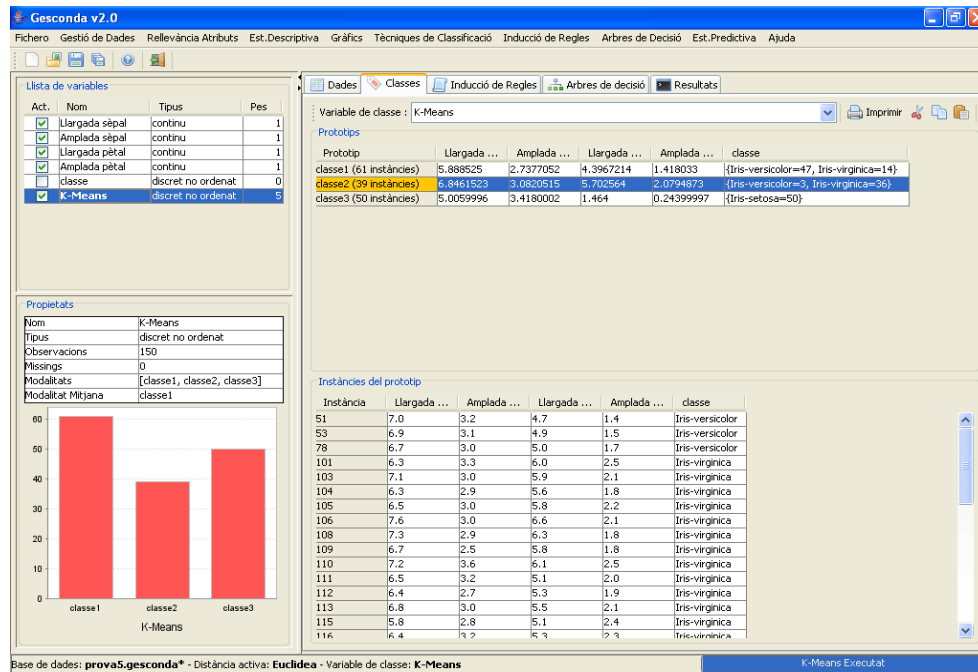 Gesconda v2.0
Fichero Gestió de Dades Rellevància Atributs Est.Descriptiva Gràfics Tècniques de Classificació Inducció de Regles Arbres de Decisió Est.Predictiva Ajuda
Llista de variables
Act. Nom Tipus Pes
Llargada sèpal continu 1
Amplada sèpal continu 1
Llargada pètal continu 1
Amplada pètal continu 1
classe discret no ordenat 0
K-Means discret no ordenat 5
Propietats
Nom K-Means
Tipus discret no ordenat
Observacions 150
Missings 0
Modalitats [classe1, classe2, classe3]
Modalitat Mitjana classe1
60
50
40
30
20
10
0
classe1 classe2 classe3
K-Means
Dades Classes Inducció de Regles Arbres de decisió Resultats
Variable de classe : K-Means Imprimir
Prototips
Prototip Llargada ... Amplada ... Llargada ... Amplada ... classe
classe1 (61 instàncies) 5.888525 2.7377052 4.3967214 1.418033 {Iris-versicolor=47, Iris-virginica=14}
classe2 (39 instàncies) 6.8461523 3.0820515 5.702564 2.0794873 {Iris-versicolor=3, Iris-virginica=36}
classe3 (50 instàncies) 5.0059996 3.4180002 1.464 0.24399997 {Iris-setosa=50}
Instàncies del prototip
Instància Llargada ... Amplada ... Llargada ... Amplada ... classe
51 7.0 3.2 4.7 1.4 Iris-versicolor
53 6.9 3.1 4.9 1.5 Iris-versicolor
78 6.7 3.0 5.0 1.7 Iris-versicolor
101 6.3 3.3 6.0 2.5 Iris-virginica
103 7.1 3.0 5.9 2.1 Iris-virginica
104 6.3 2.9 5.6 1.8 Iris-virginica
105 6.5 3.0 5.8 2.2 Iris-virginica
106 7.6 3.0 6.6 2.1 Iris-virginica
108 7.3 2.9 6.3 1.8 Iris-virginica
109 6.7 2.5 5.8 1.8 Iris-virginica
110 7.2 3.6 6.1 2.5 Iris-virginica
111 6.5 3.2 5.1 2.0 Iris-virginica
112 6.4 2.7 5.3 1.9 Iris-virginica
113 6.8 3.0 5.5 2.1 Iris-virginica
115 5.8 2.8 5.1 2.4 Iris-virginica
116 6.4 3.2 5.3 2.3 Iris-virginica
Base de dades: prova5.gesconda* - Distància activa: Euclidea - Variable de classe: K-Means
K-Means Executat